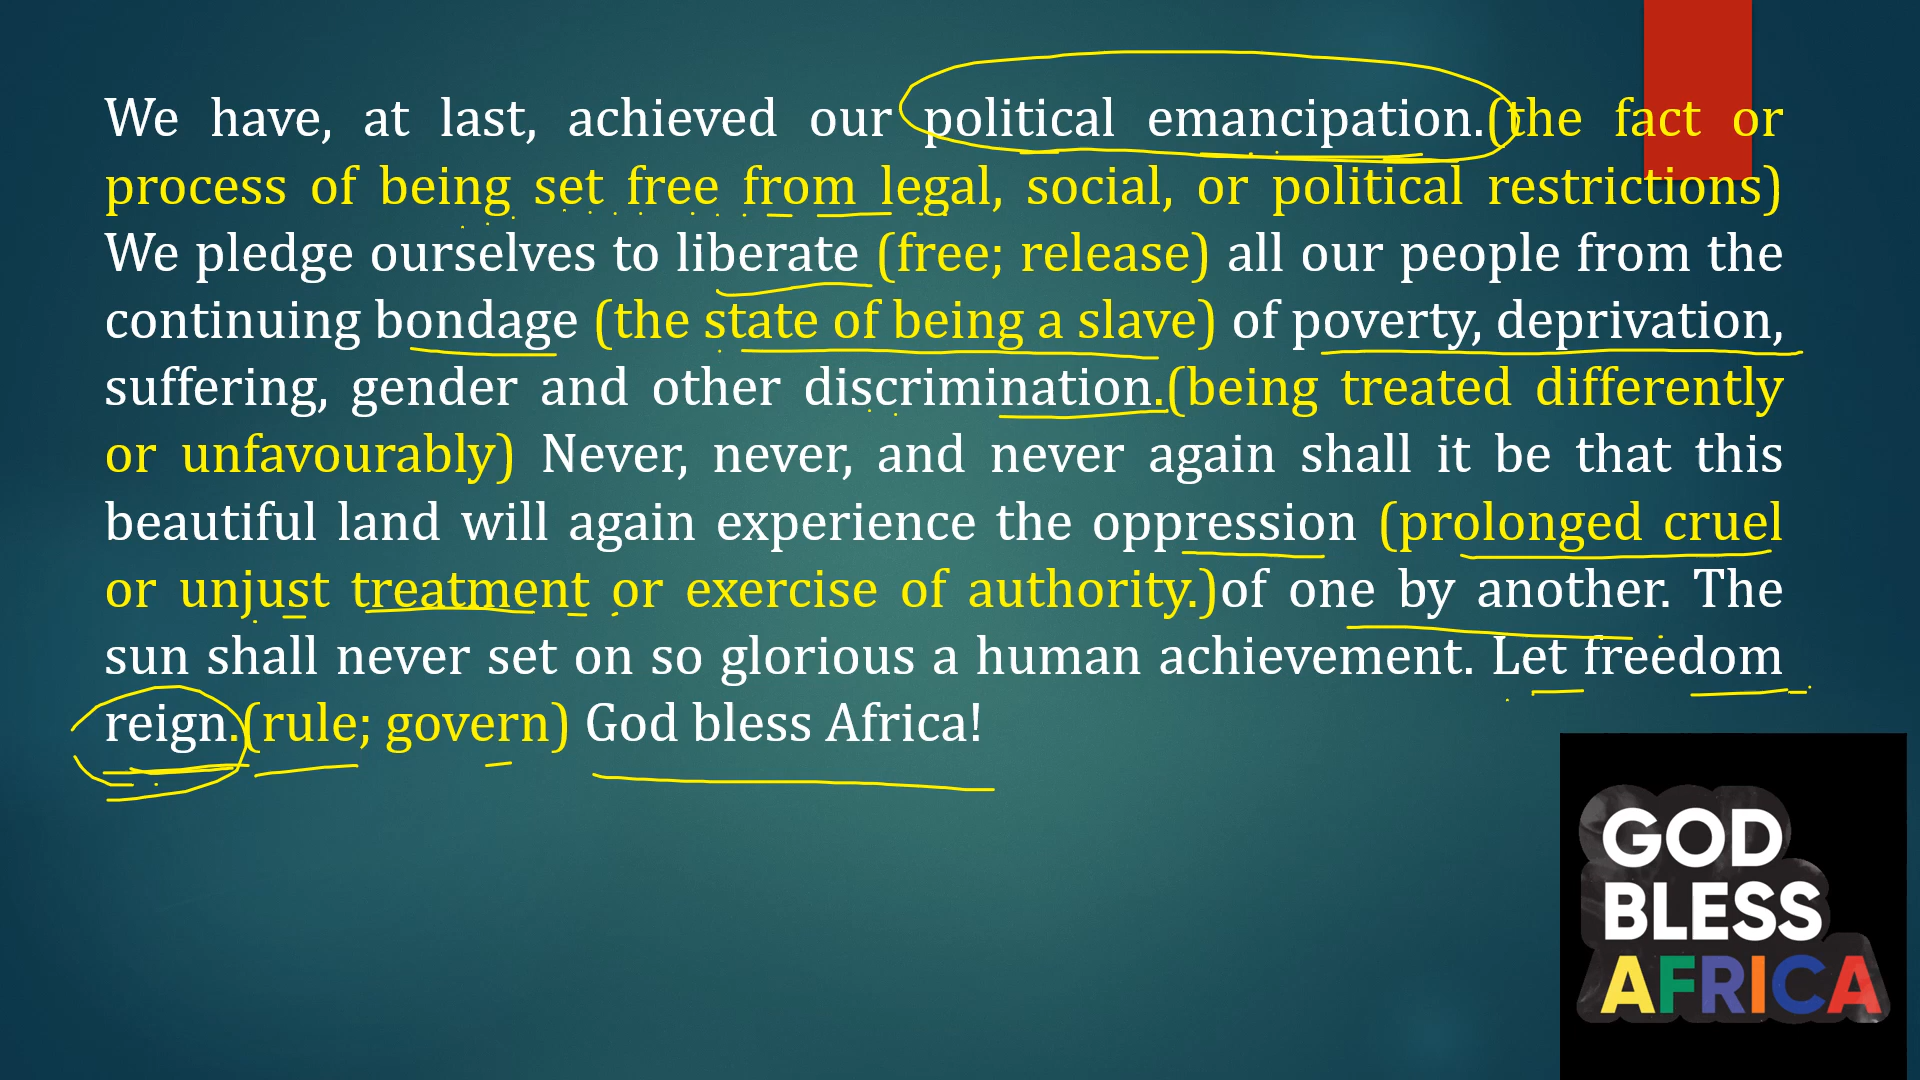 We have, at last, achieved our political emancipation.(the fact or
process of being set free from legal, social, or political restrictions)
We pledge ourselves to liberate (free; release) all our people from the
continuing bondage (the state of being a slave) of poverty, deprivation,
suffering, gender and other discrimination.(being treated differently
or unfavourably) Never, never, and never again shall it be that this
beautiful land will again experience the oppression (prolonged cruel
or unjust treatment or exercise of authority.)of one by another. The
sun shall never set on so glorious a human achievement. Let freedom
reign.(rule; govern) God bless Africa!
GOD
BLESS
AFRICA